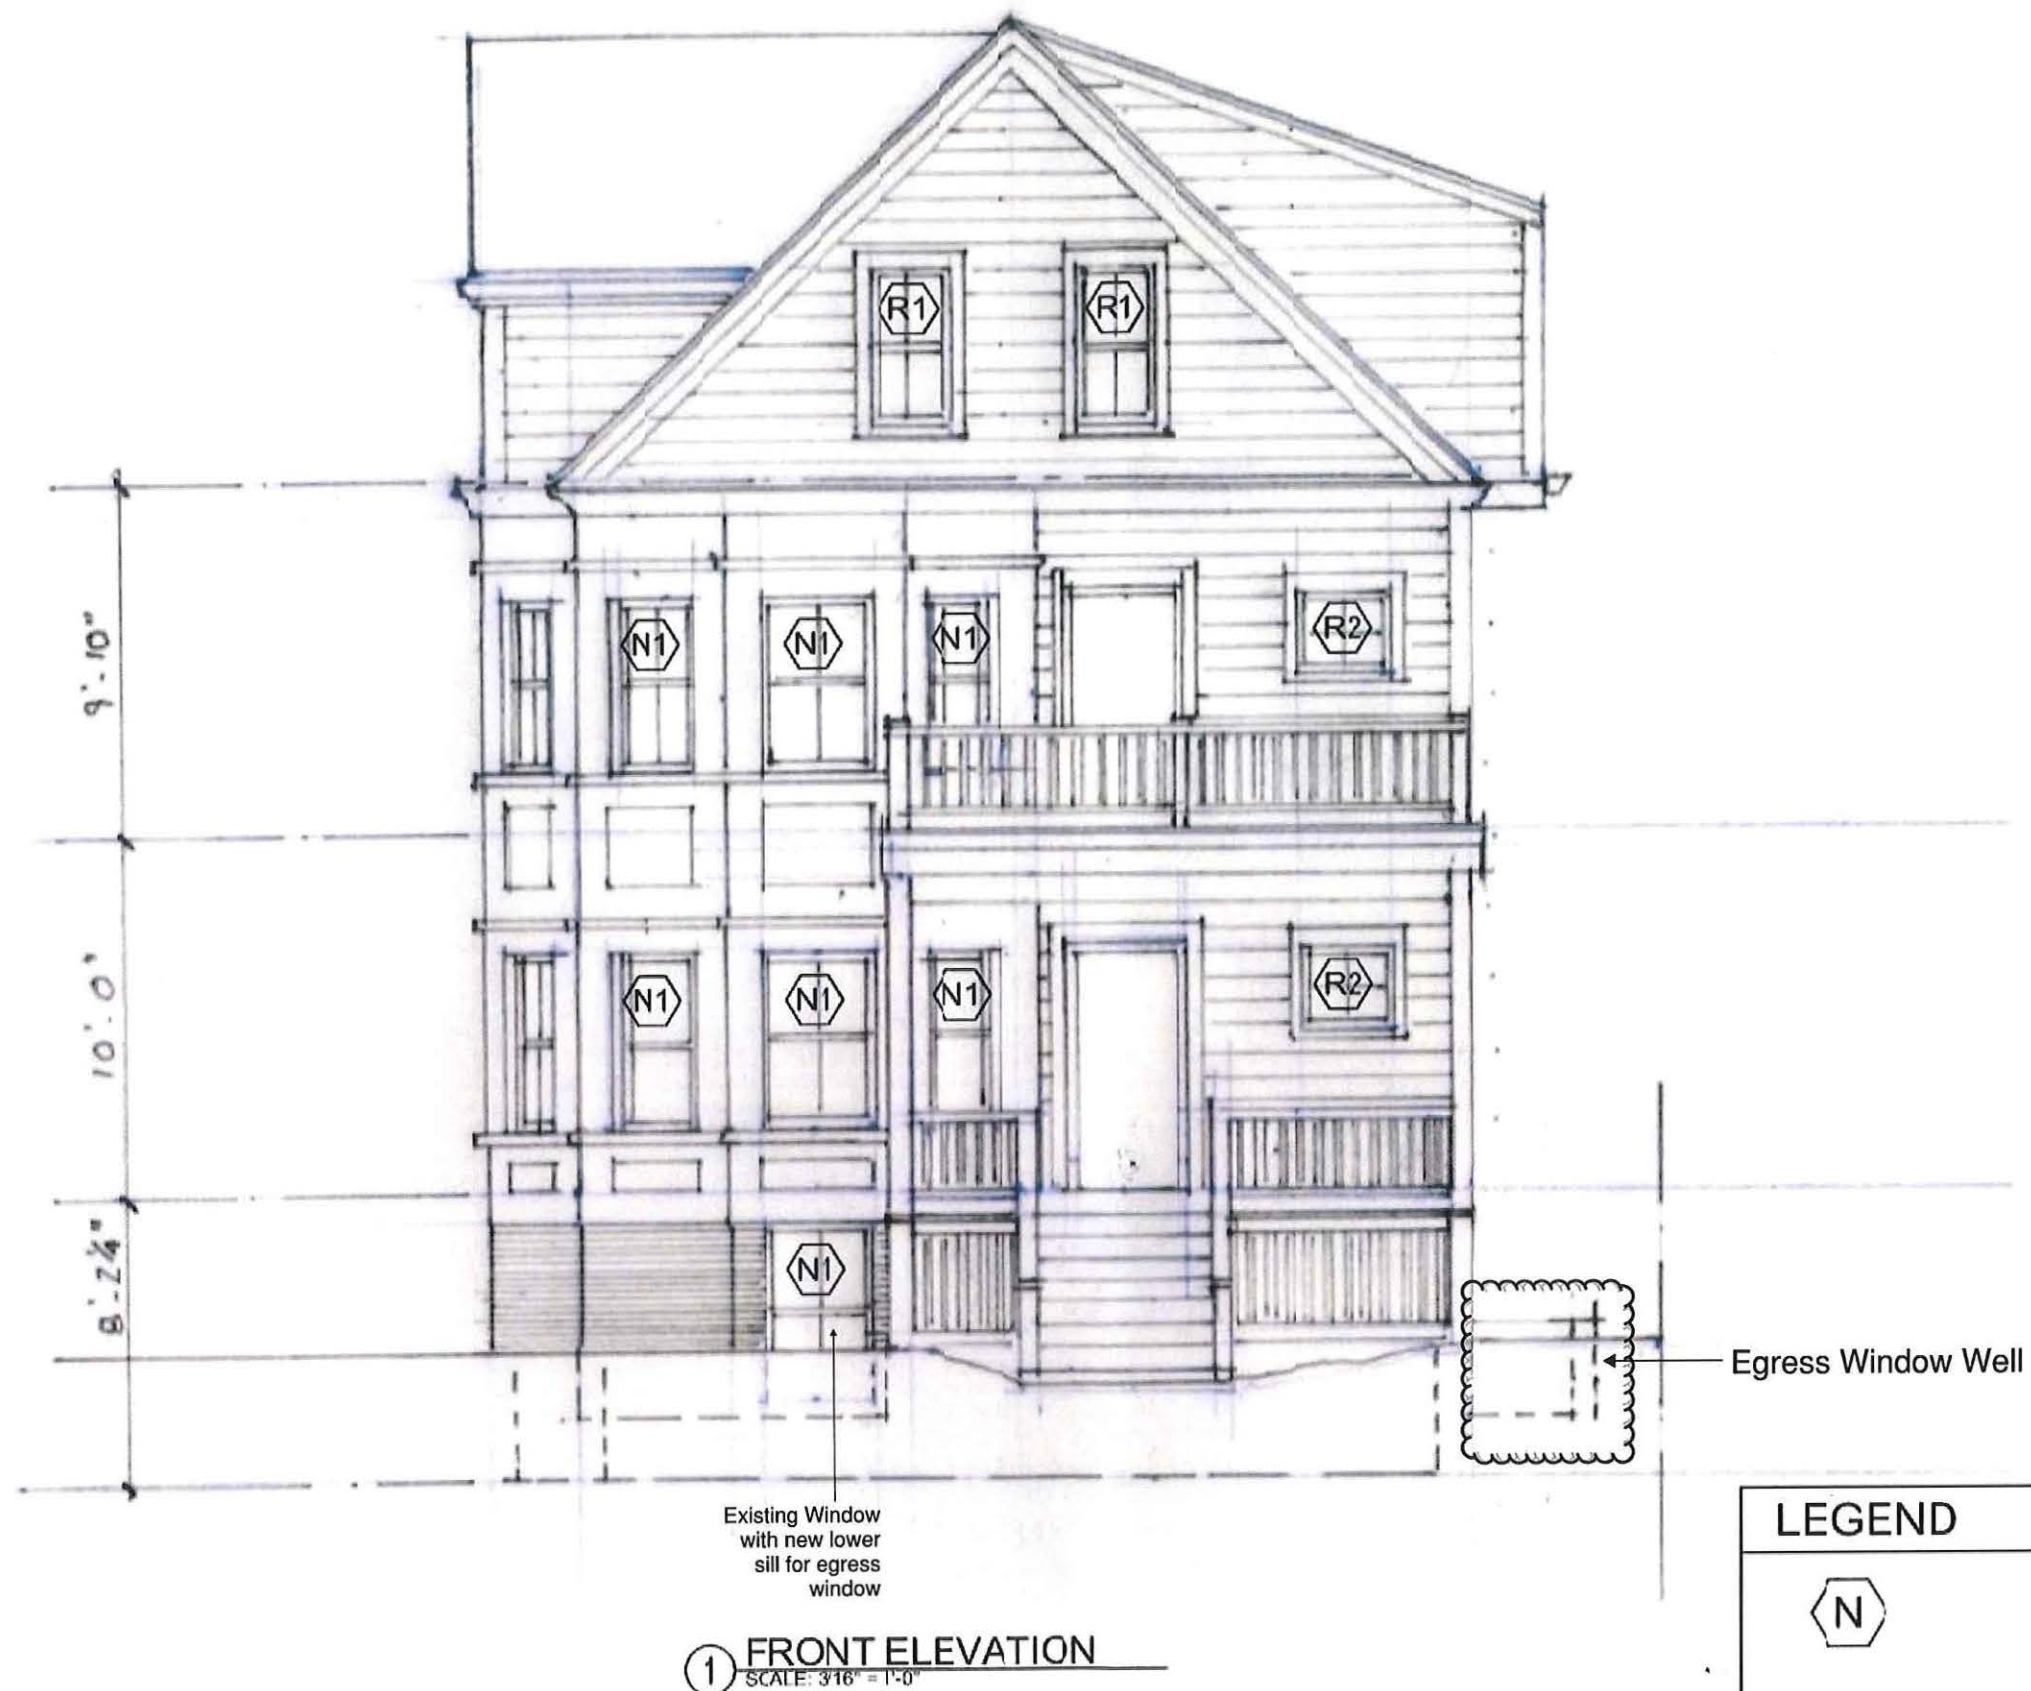 R1 R1
9'-10"
N1 N1 N1 R2
10'-0"
N1 N1 N1 R2
8'-2¼"
N1
Egress Window Well
Existing Window
with new lower
sill for egress
window
LEGEND
N
1 FRONT ELEVATION
SCALE: 3/16" = 1'-0"